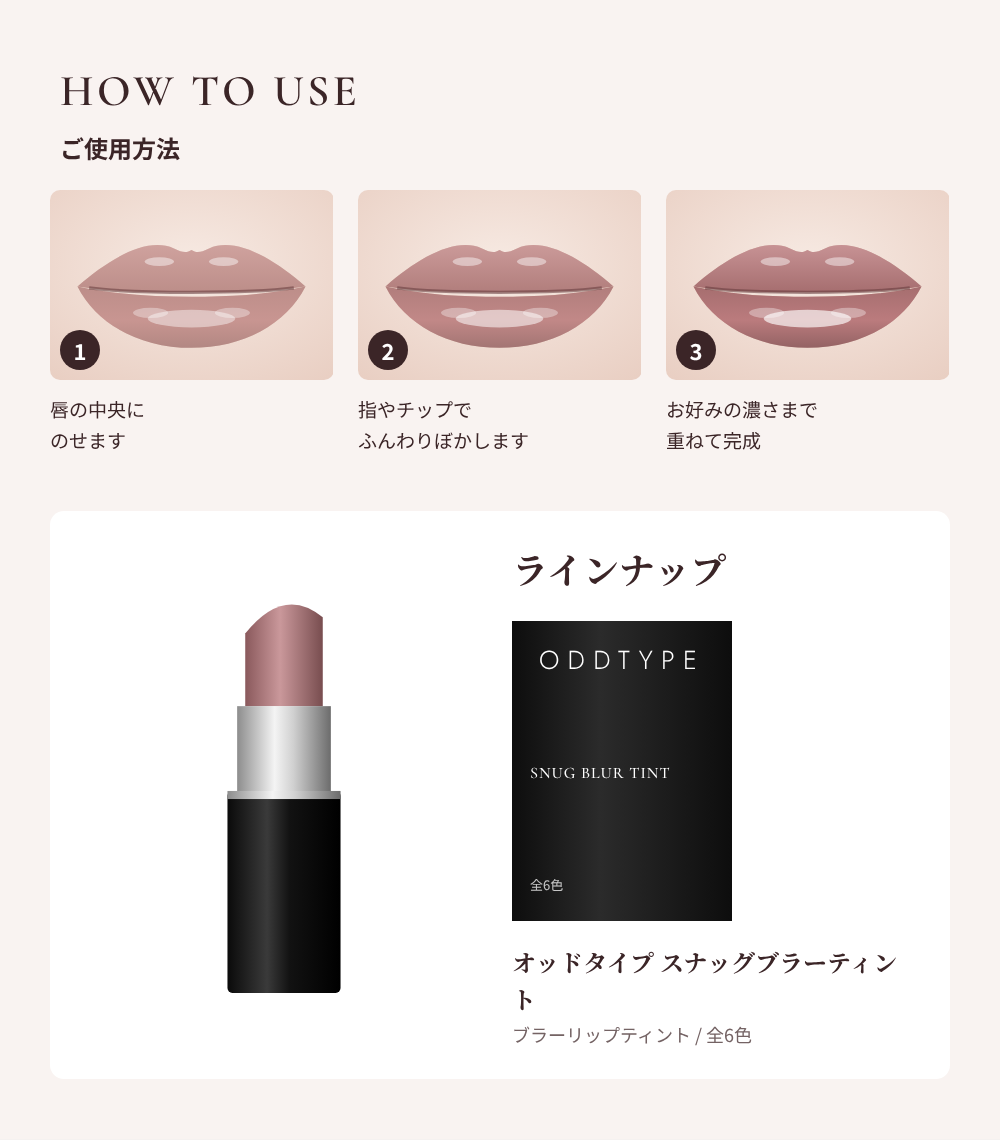 HOW TO USE
ご使用方法
1
2
3
唇の中央に
のせます
指やチップで
ふんわりぼかします
お好みの濃さまで
重ねて完成
ラインナップ
ODDTYPE
SNUG BLUR TINT
全6色
オッドタイプ スナッグブラーティン
ト
ブラーリップティント / 全6色